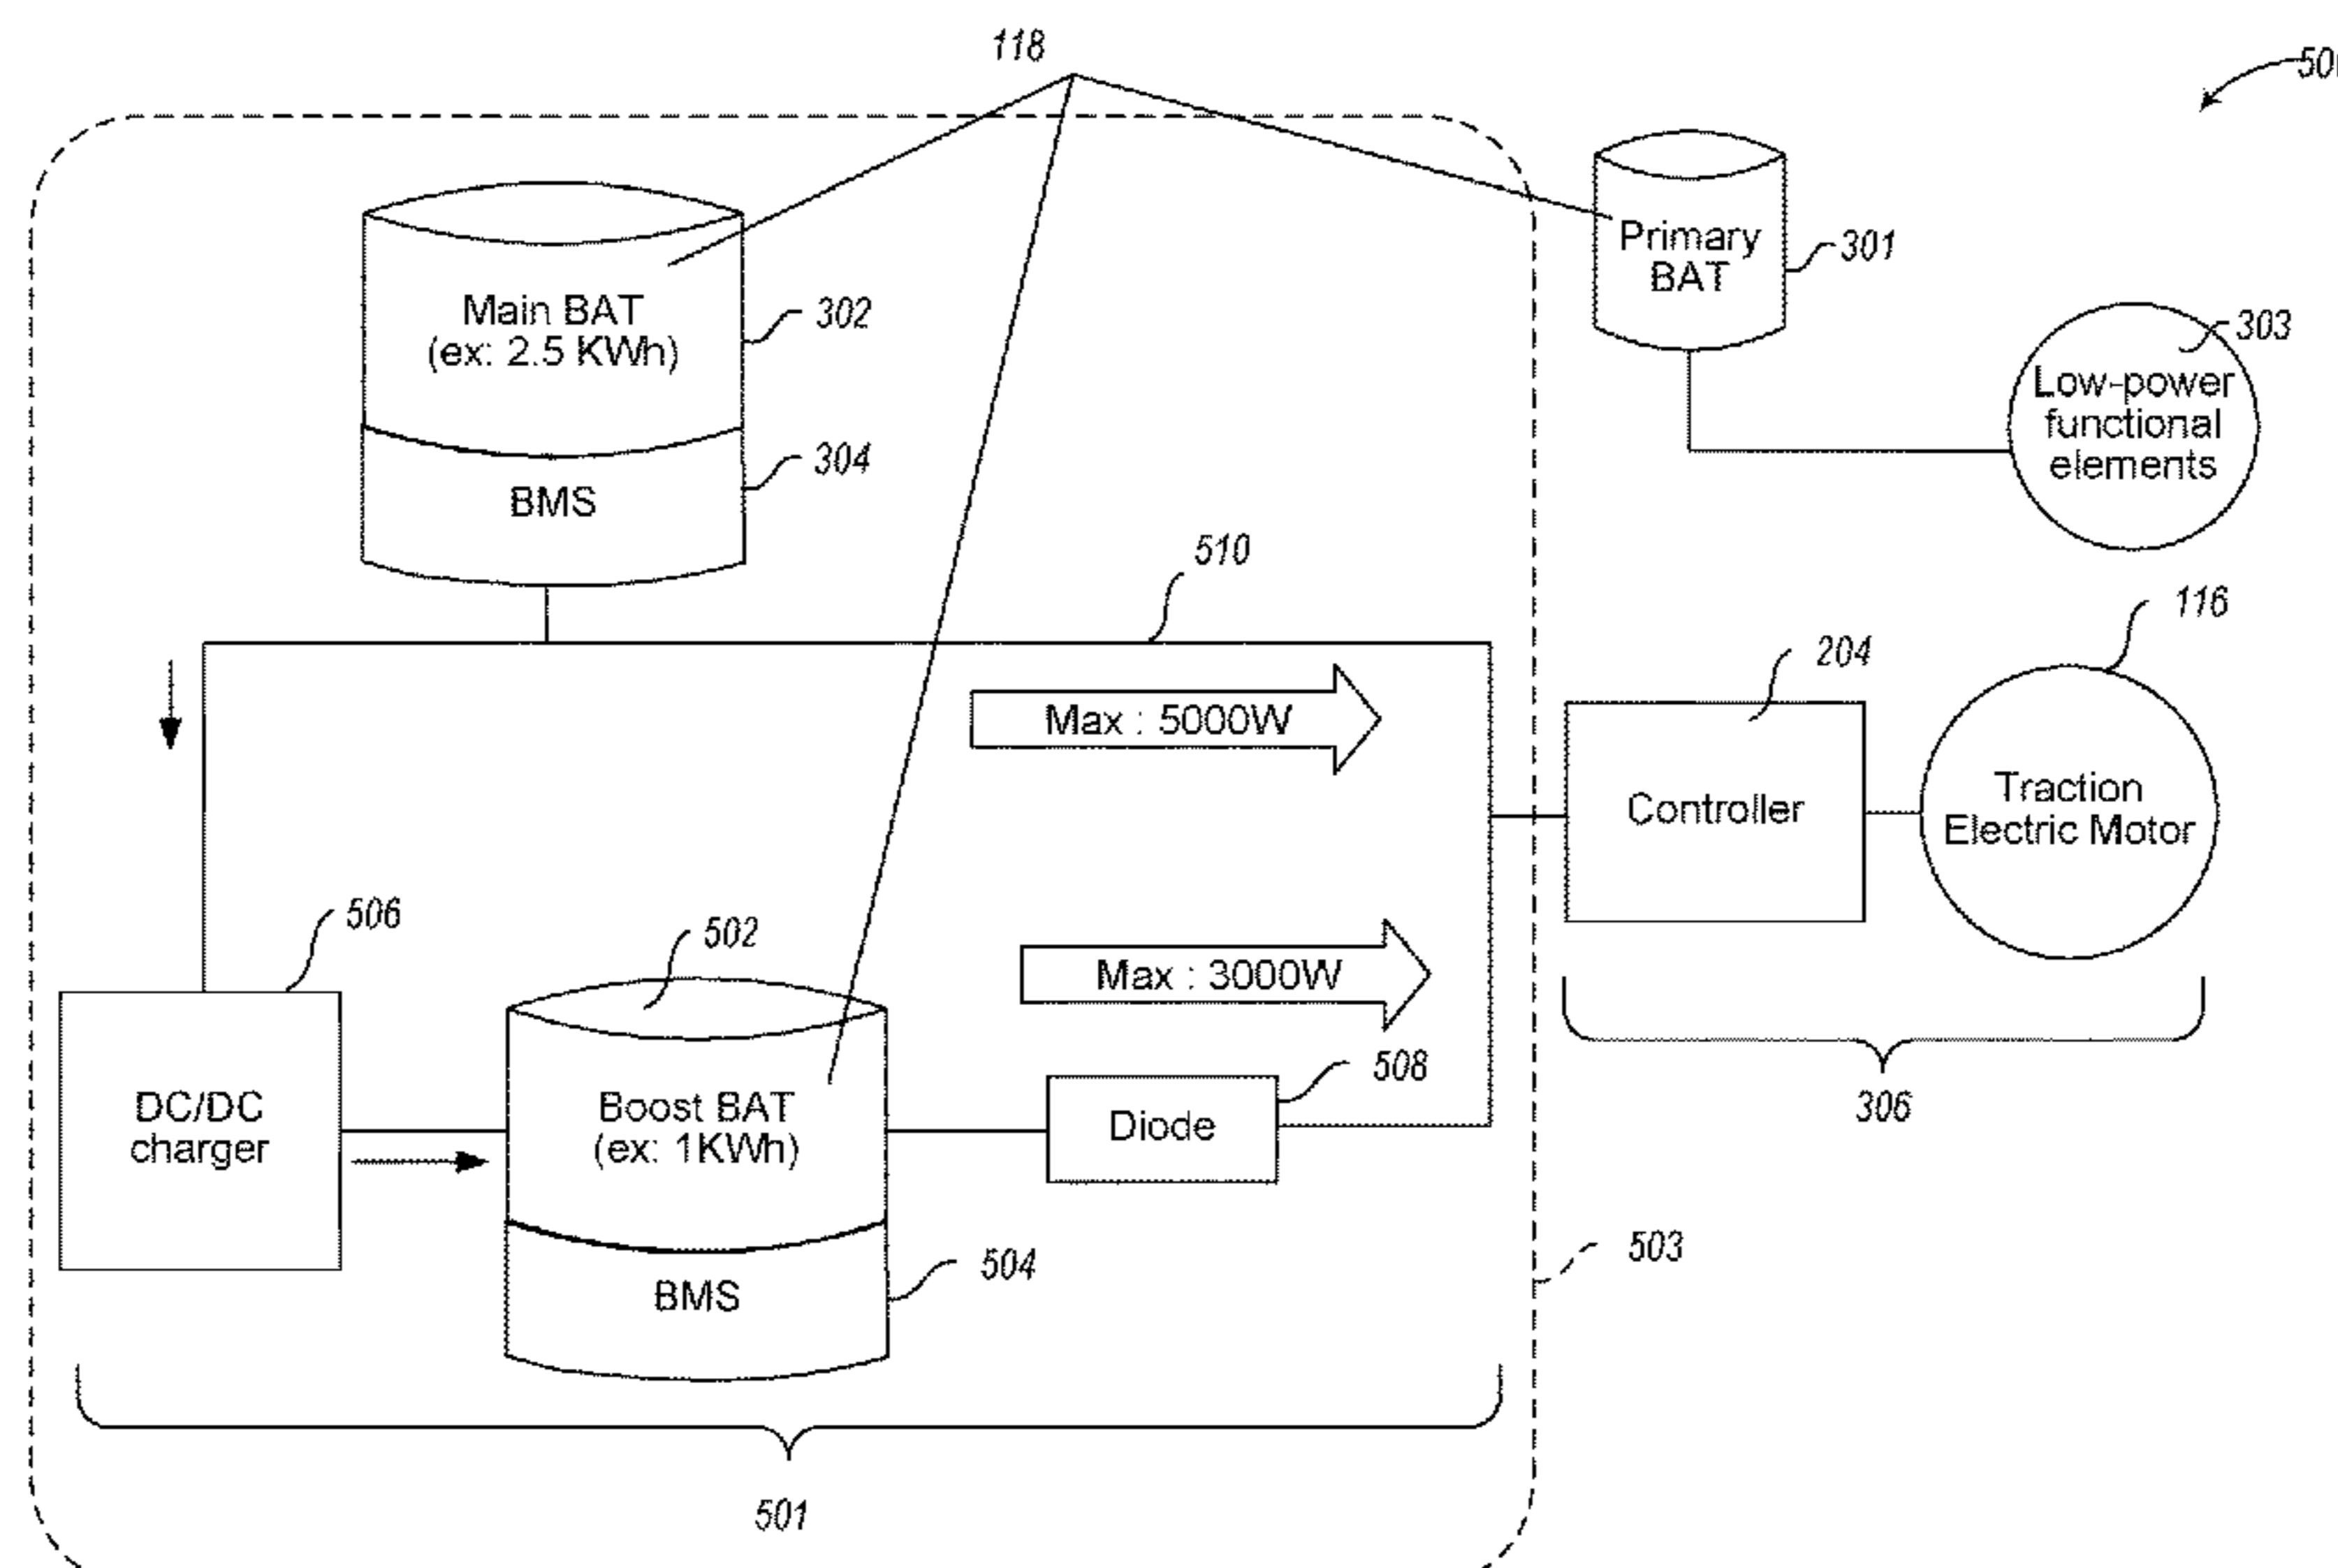 118
Main BAT
(ex: 2.5 KWh)
302
BMS
304
Primary
BAT
301
303
Low-power
functional
elements
510
116
204
Max : 5000W
Controller
Traction
Electric Motor
506
502
Max : 3000W
508
DC/DC
charger
Boost BAT
(ex: 1KWh)
Diode
306
503
504
BMS
501